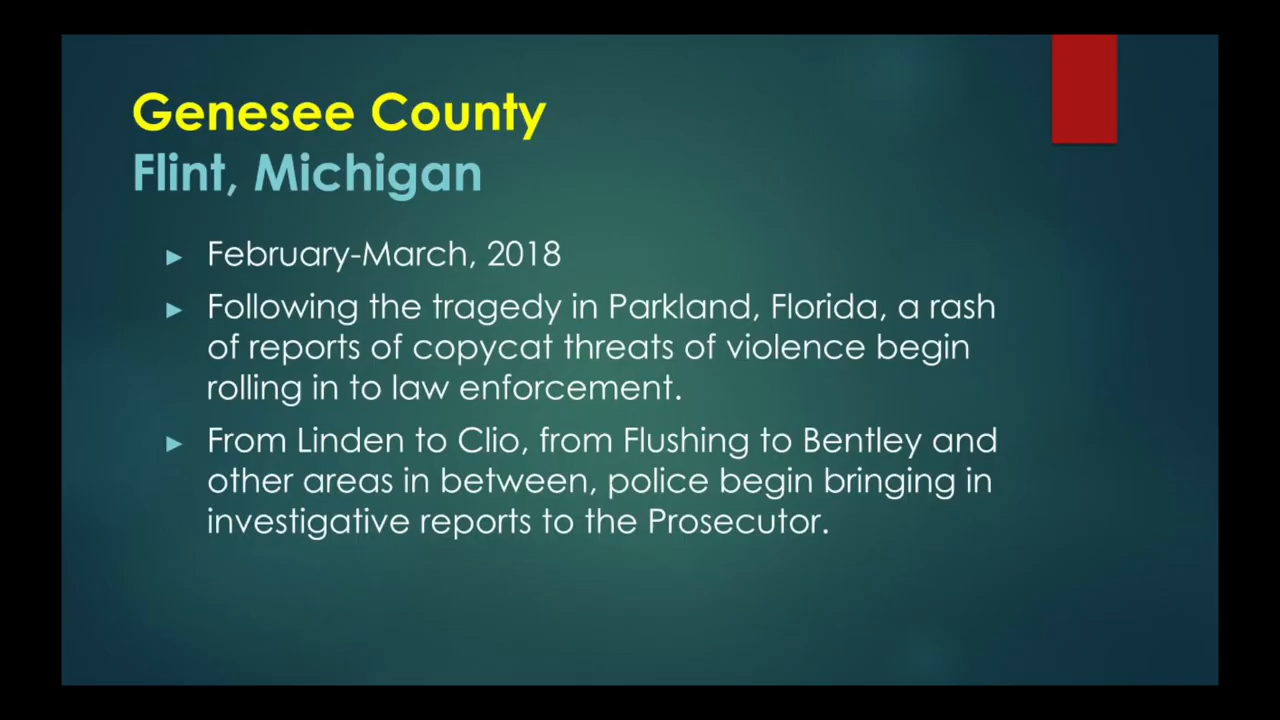 Genesee County
Flint, Michigan
February-March, 2018
Following the tragedy in Parkland, Florida, a rash
of reports of copycat threats of violence begin
rolling in to law enforcement.
From Linden to Clio, from Flushing to Bentley and
other areas in between, police begin bringing in
investigative reports to the Prosecutor.